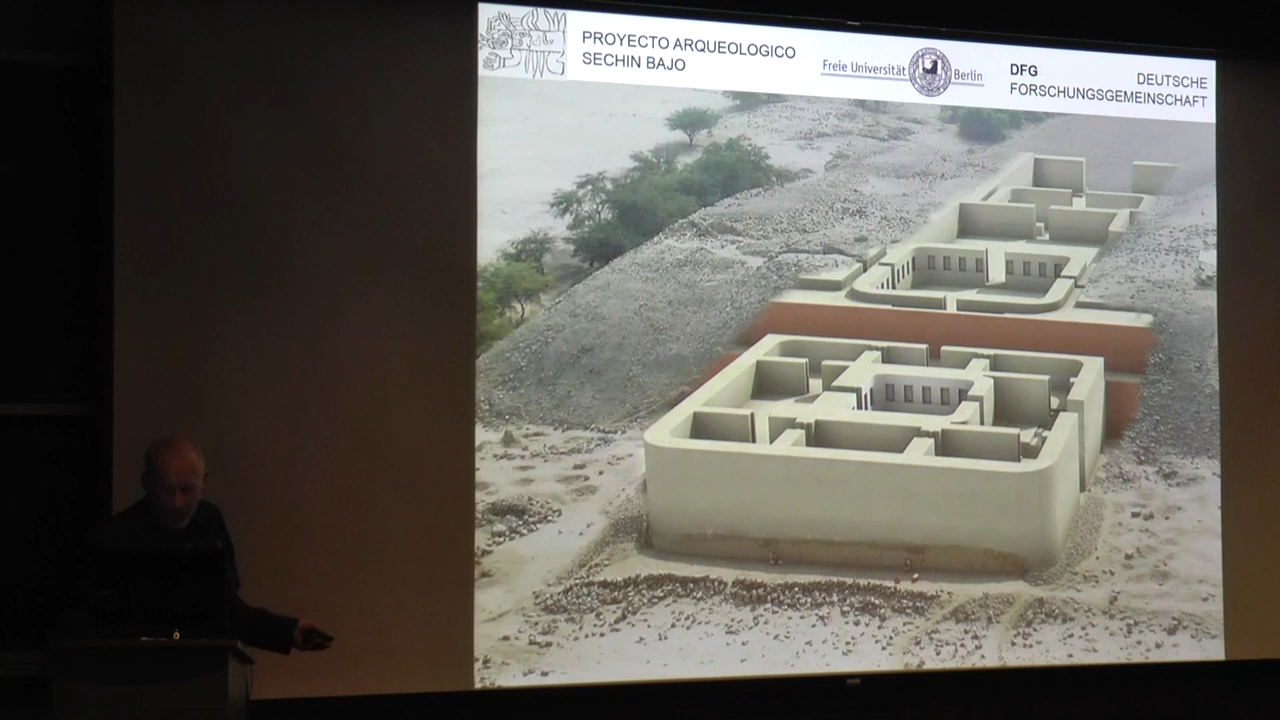 PROYECTO ARQUEOLOGICO
SECHIN BAJO
Freie Universität Berlin
DFG DEUTSCHE
FORSCHUNGSGEMEINSCHAFT